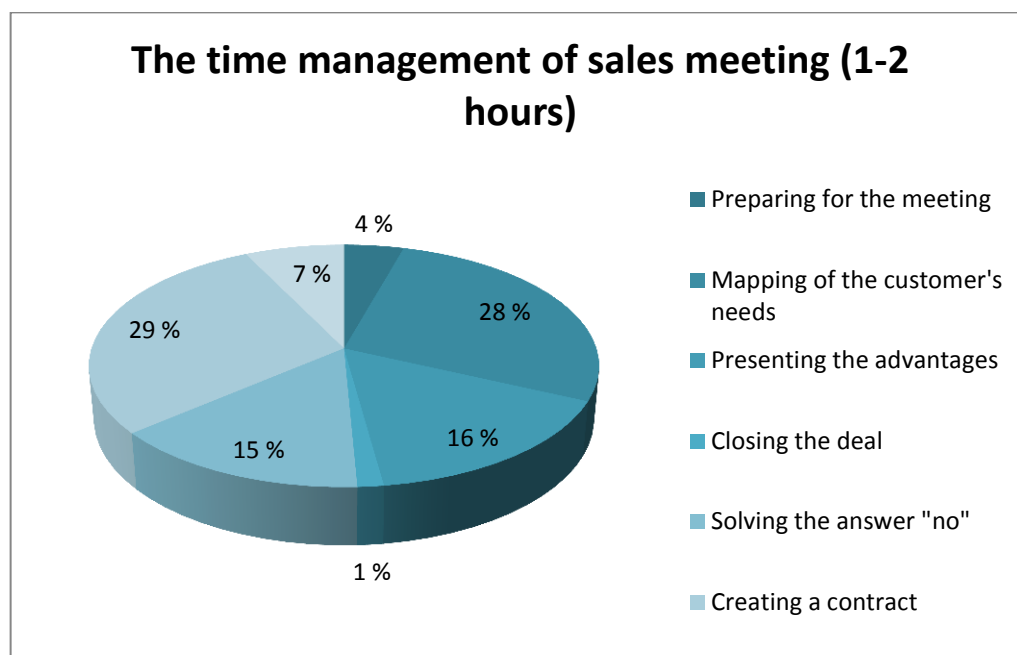 The time management of sales meeting (1-2
hours)
4 %
28 %
16 %
1 %
15 %
29 %
7 %
Preparing for the meeting
Mapping of the customer's
needs
Presenting the advantages
Closing the deal
Solving the answer "no"
Creating a contract